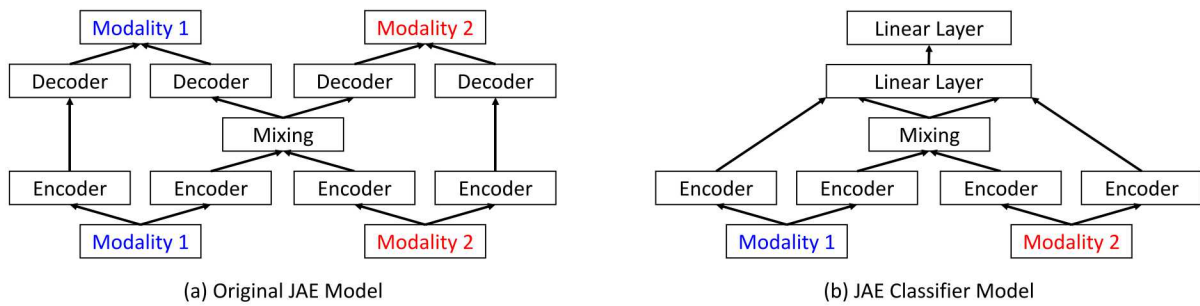 Modality 1 Modality 2
Decoder Decoder Decoder Decoder
Mixing
Encoder Encoder Encoder Encoder
Modality 1 Modality 2
(a) Original JAE Model
Linear Layer
Linear Layer
Mixing
Encoder Encoder Encoder Encoder
Modality 1 Modality 2
(b) JAE Classifier Model